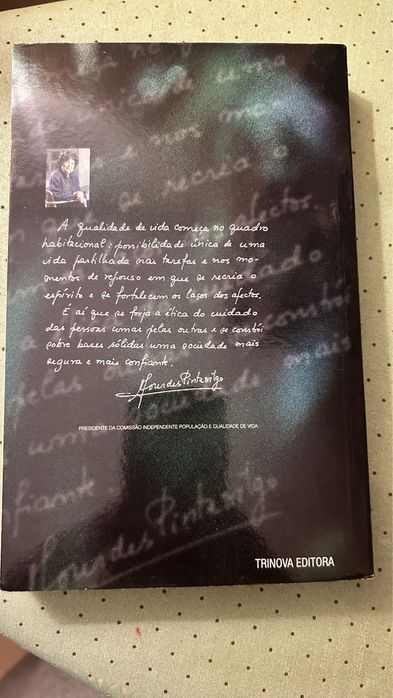 A qualidade de vida começa no quadro
habitacional: possibilidade única de uma
vida partilhada nas tarefas e nos mo-
mentos de repouso em que se recria o
espírito e se fortalecem os laços dos afectos.
E aí que se forja a ética do cuidado
das pessoas umas pelas outras e se constrói
sobre bases sólidas uma sociedade mais
segura e mais confiante.
Lourdes Pintasilgo
PRESIDENTE DA COMISSÃO INDEPENDENTE POPULAÇÃO E QUALIDADE DE VIDA
TRINOVA EDITORA